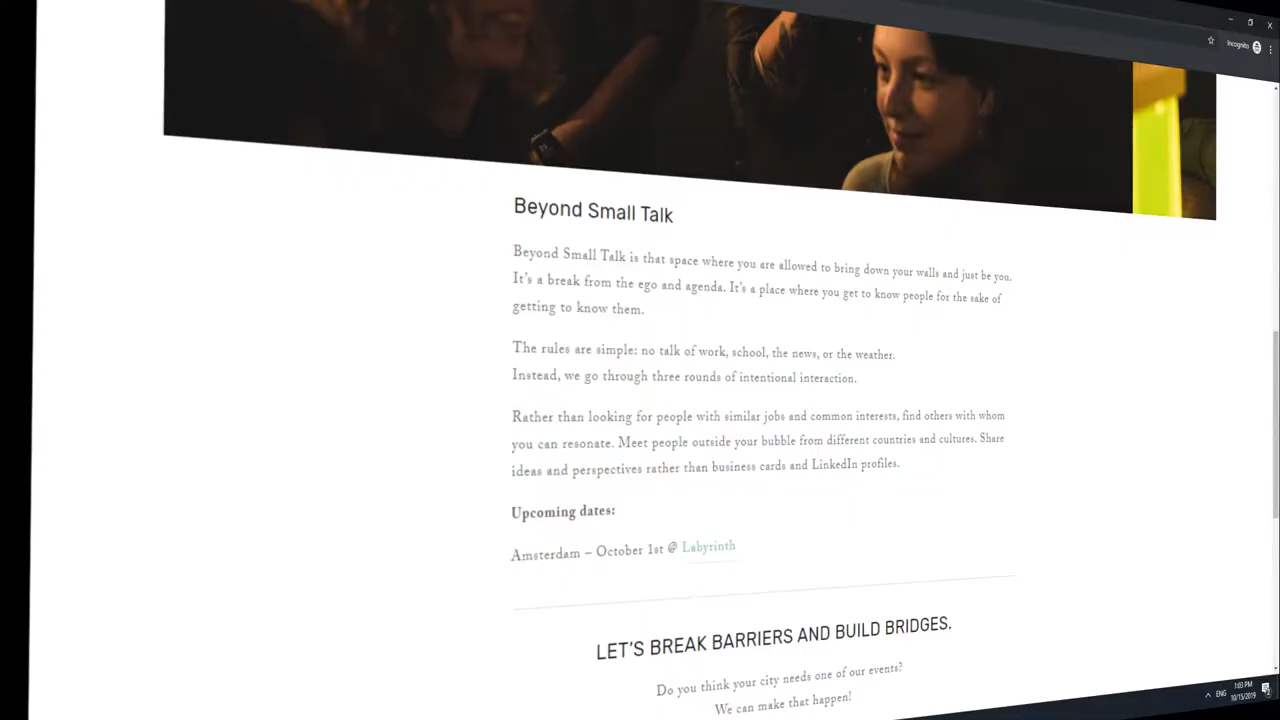 Incognito
Beyond Small Talk
Beyond Small Talk is that space where you are allowed to bring down your walls and just be you.
It's a break from the ego and agenda. It's a place where you get to know people for the sake of
getting to know them.
The rules are simple: no talk of work, school, the news, or the weather.
Instead, we go through three rounds of intentional interaction.
Rather than looking for people with similar jobs and common interests, find others with whom
you can resonate. Meet people outside your bubble from different countries and cultures. Share
ideas and perspectives rather than business cards and LinkedIn profiles.
Upcoming dates:
Amsterdam – October 1st @ Labyrinth
LET'S BREAK BARRIERS AND BUILD BRIDGES.
Do you think your city needs one of our events?
We can make that happen!
ENG
1:03 PM
10/15/2019